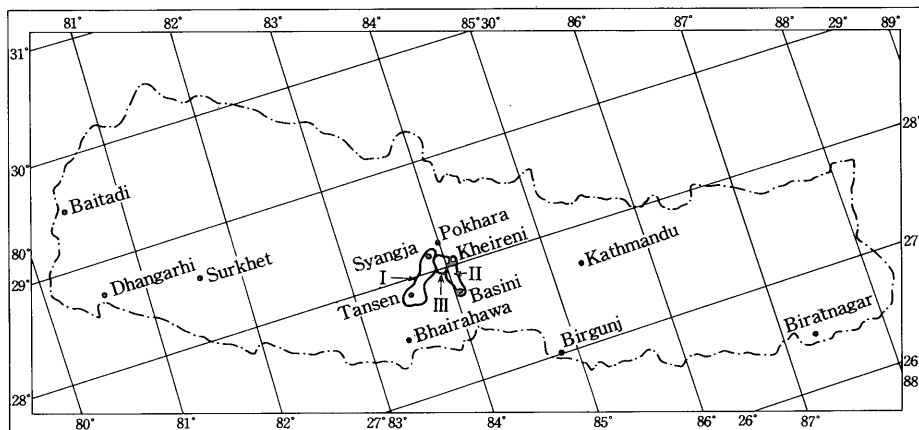 81° 82° 83° 84° 85°30′ 86° 87° 88° 29° 89°
31°
30°
80°
29°
28°
28°
27°
26°
88°
Baitadi
Dhangarhi
Surkhet
Pokhara
Syangja
Kheireni
I
II
III
Tansen
Basini
Kathmandu
Bhairahawa
Birgunj
Biratnagar
80° 81° 82° 27°83° 84° 85° 86° 26° 87°